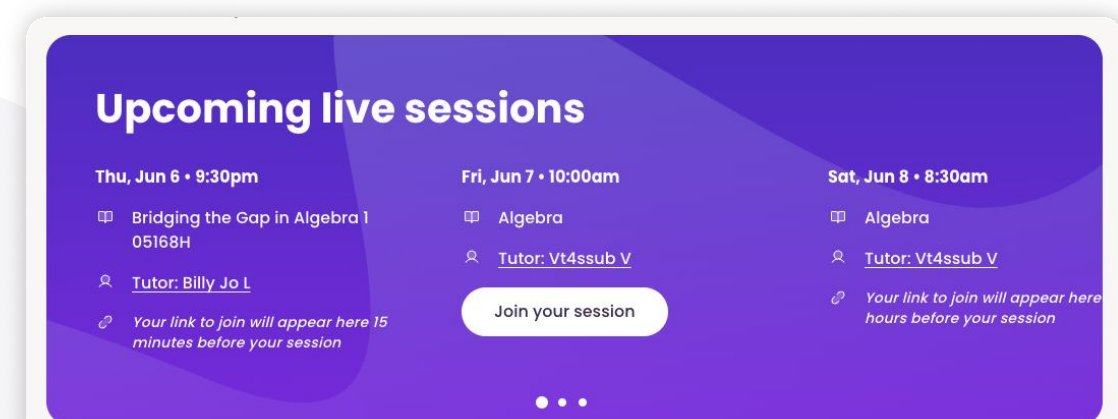 Upcoming live sessions
Thu, Jun 6 • 9:30pm
Bridging the Gap in Algebra 1
05168H
Tutor: Billy Jo L
Your link to join will appear here 15
minutes before your session
Fri, Jun 7 • 10:00am
Algebra
Tutor: Vt4ssub V
Join your session
Sat, Jun 8 • 8:30am
Algebra
Tutor: Vt4ssub V
Your link to join will appear here
hours before your session